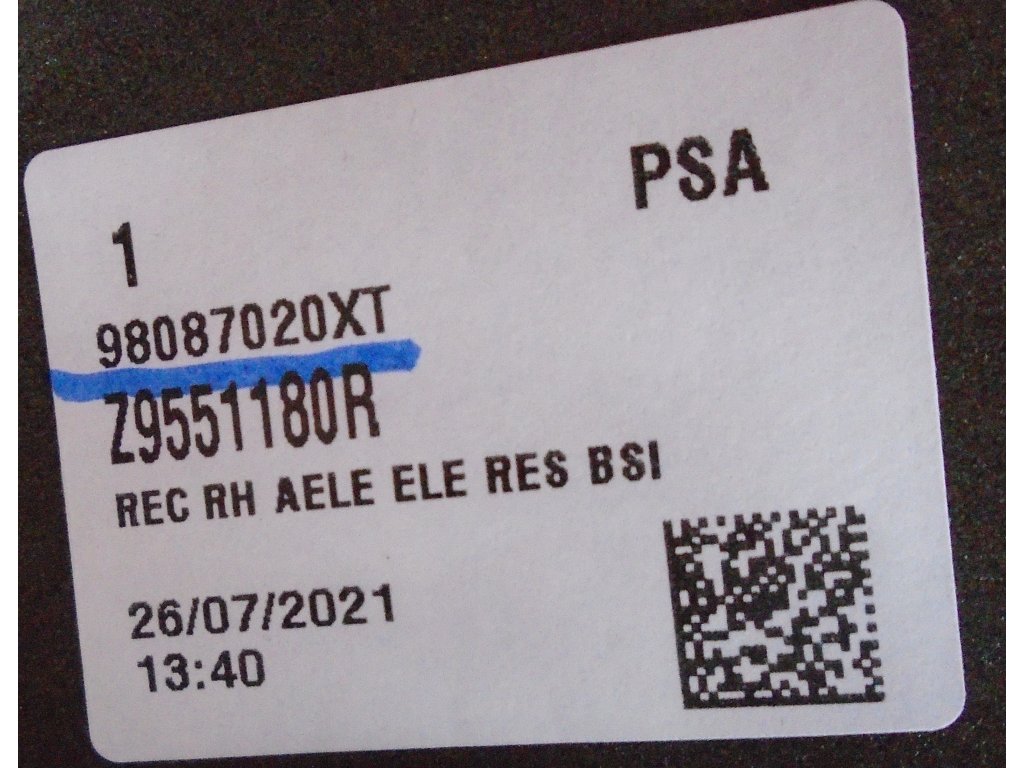 PSA
1
98087020XT
Z9551180R
REC RH AELE ELE RES BSI
26/07/2021
13:40